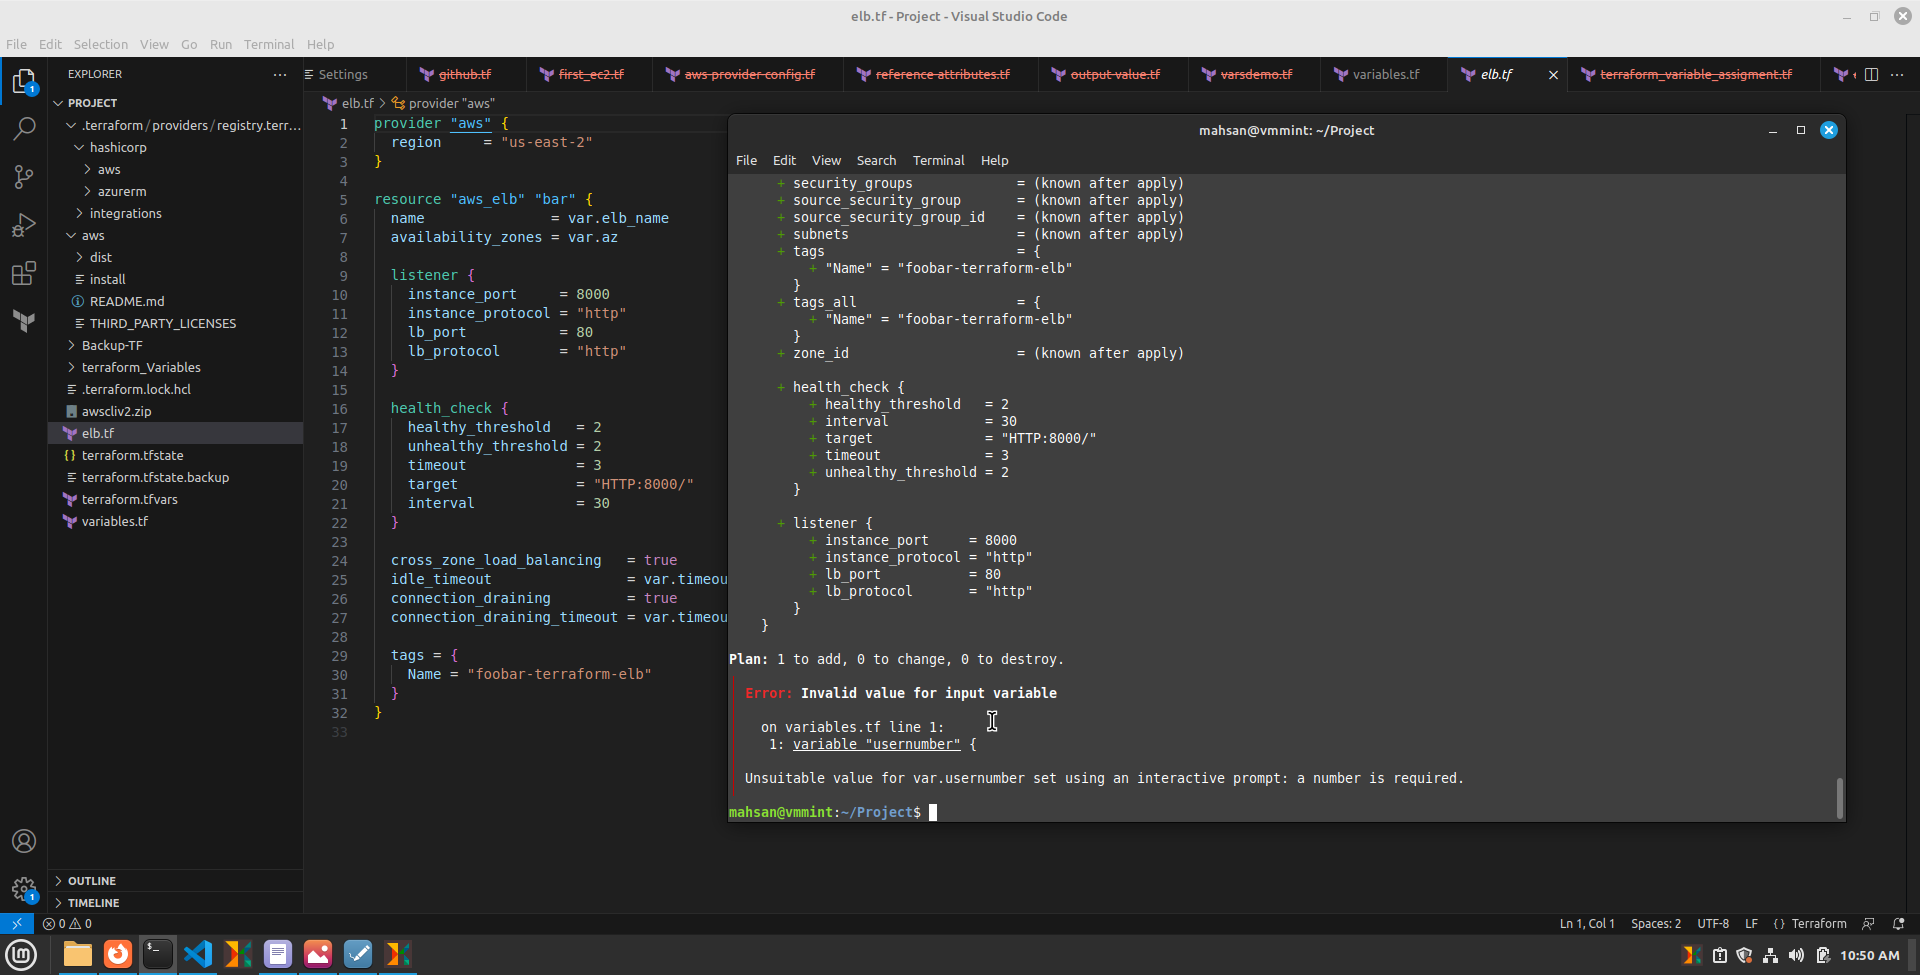 elb.tf - Project - Visual Studio Code
File Edit Selection View Go Run Terminal Help
EXPLORER
PROJECT
.terraform/providers/registry.terr...
hashicorp
aws
azurerm
integrations
aws
dist
install
README.md
THIRD_PARTY_LICENSES
Backup-TF
terraform_Variables
.terraform.lock.hcl
awscliv2.zip
elb.tf
terraform.tfstate
terraform.tfstate.backup
terraform.tfvars
variables.tf
OUTLINE
TIMELINE
Settings github.tf first_ec2.tf aws provider config.tf reference attributes.tf output value.tf varsdemo.tf variables.tf elb.tf terraform_variable_assigment.tf
elb.tf > provider "aws"
1 provider "aws" {
2 region     = "us-east-2"
3 }
4
5 resource "aws_elb" "bar" {
6 name               = var.elb_name
7 availability_zones = var.az
8
9 listener {
10 instance_port     = 8000
11 instance_protocol = "http"
12 lb_port           = 80
13 lb_protocol       = "http"
14 }
15
16 health_check {
17 healthy_threshold   = 2
18 unhealthy_threshold = 2
19 timeout             = 3
20 target              = "HTTP:8000/"
21 interval            = 30
22 }
23
24 cross_zone_load_balancing   = true
25 idle_timeout                = var.timeou
26 connection_draining         = true
27 connection_draining_timeout = var.timeou
28
29 tags = {
30 Name = "foobar-terraform-elb"
31 }
32 }
33
mahsan@vmmint: ~/Project
File Edit View Search Terminal Help
+ security_groups             = (known after apply)
+ source_security_group       = (known after apply)
+ source_security_group_id    = (known after apply)
+ subnets                     = (known after apply)
+ tags                        = {
+ "Name" = "foobar-terraform-elb"
}
+ tags_all                    = {
+ "Name" = "foobar-terraform-elb"
}
+ zone_id                     = (known after apply)
+ health_check {
+ healthy_threshold   = 2
+ interval            = 30
+ target              = "HTTP:8000/"
+ timeout             = 3
+ unhealthy_threshold = 2
}
+ listener {
+ instance_port     = 8000
+ instance_protocol = "http"
+ lb_port           = 80
+ lb_protocol       = "http"
}
}
Plan: 1 to add, 0 to change, 0 to destroy.
Error: Invalid value for input variable
on variables.tf line 1:
1: variable "usernumber" {
Unsuitable value for var.usernumber set using an interactive prompt: a number is required.
mahsan@vmmint:~/Project$
0 0
Ln 1, Col 1 Spaces: 2 UTF-8 LF {} Terraform
10:50 AM